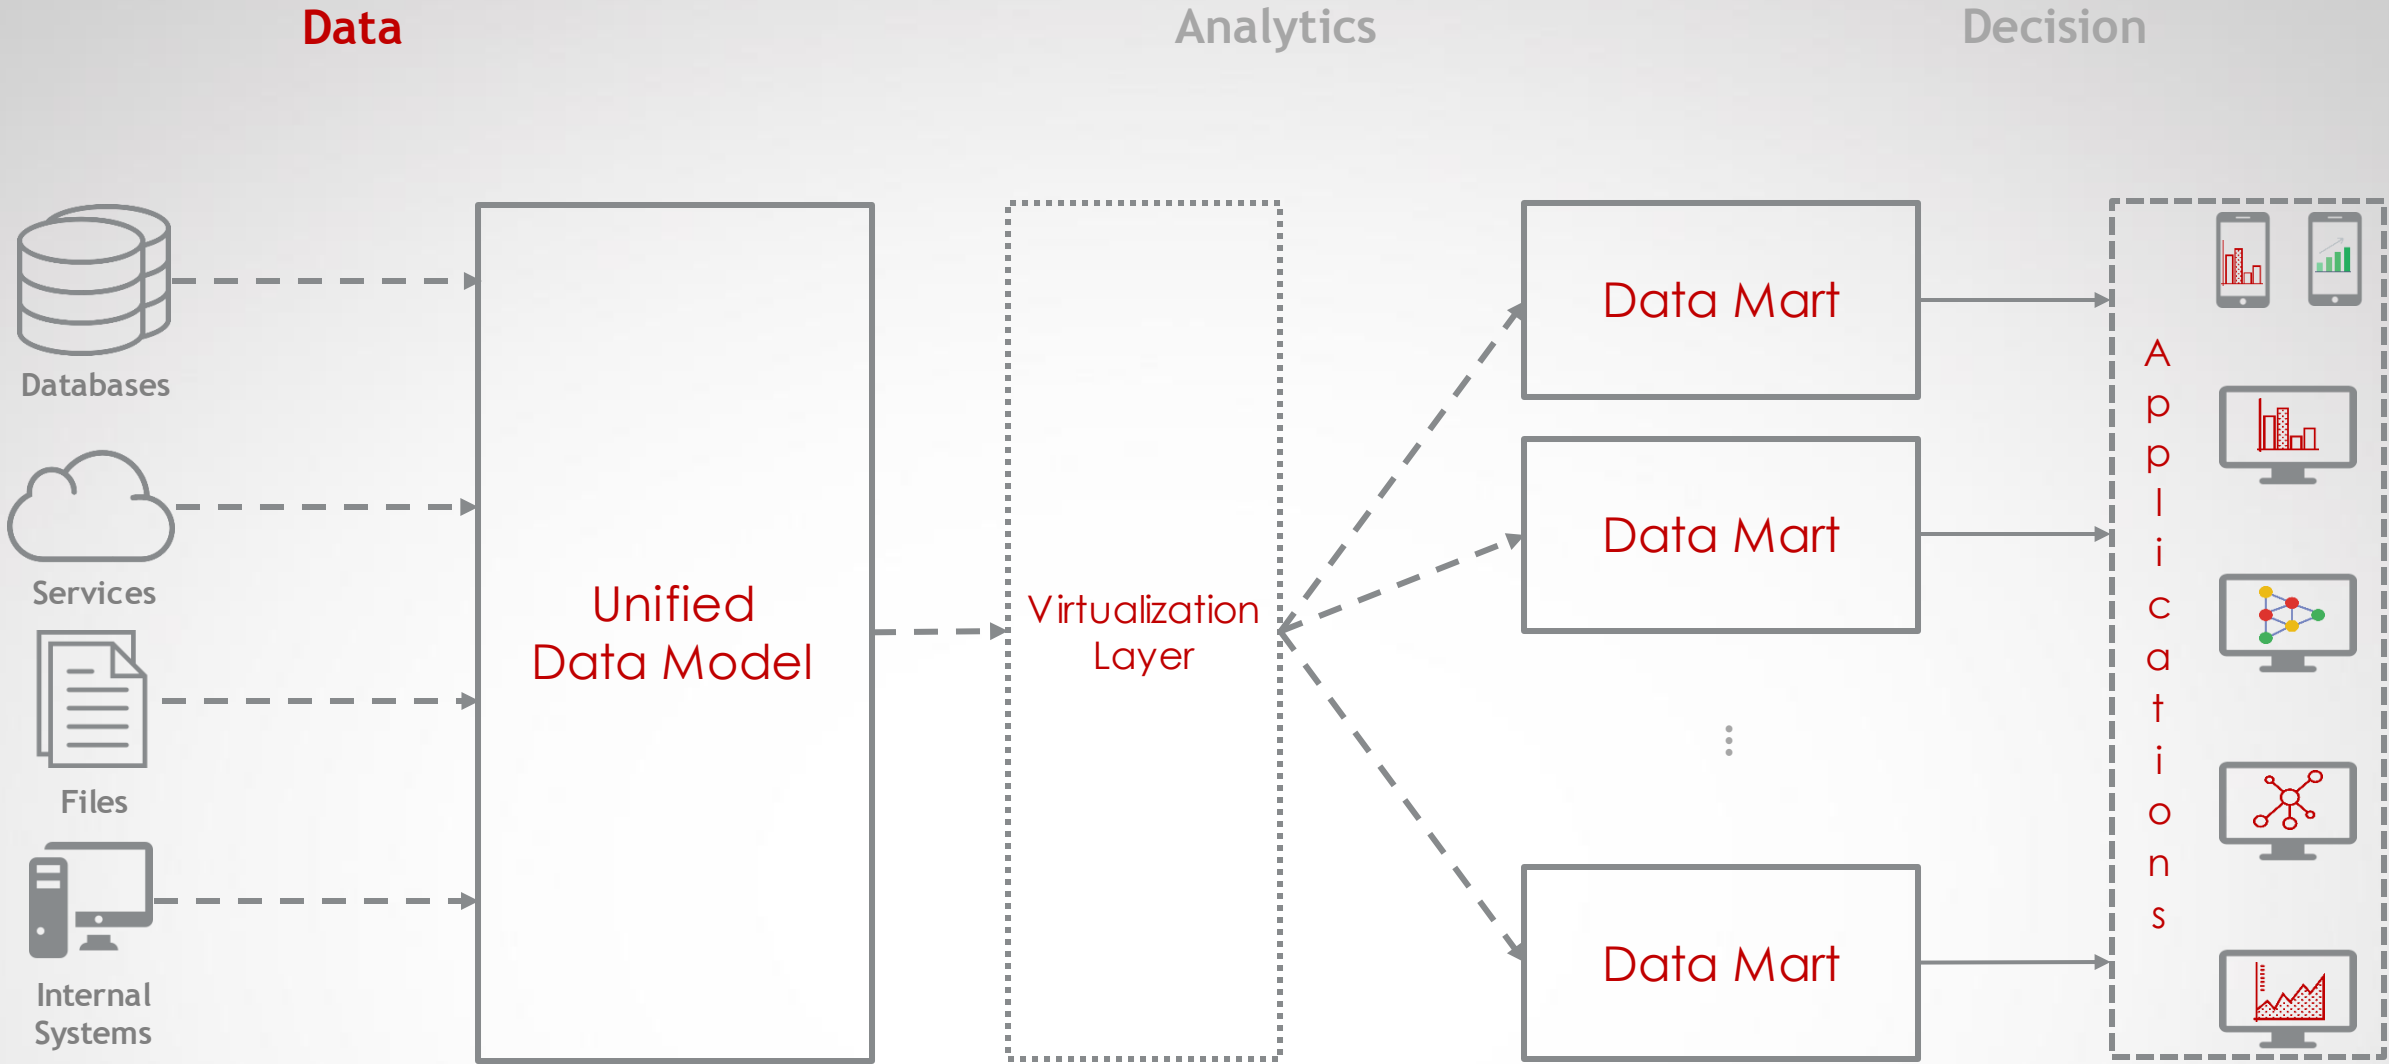 Data
Analytics
Decision
Databases
Services
Files
Internal
Systems
Unified
Data Model
Virtualization
Layer
Data Mart
Data Mart
...
Data Mart
Applications